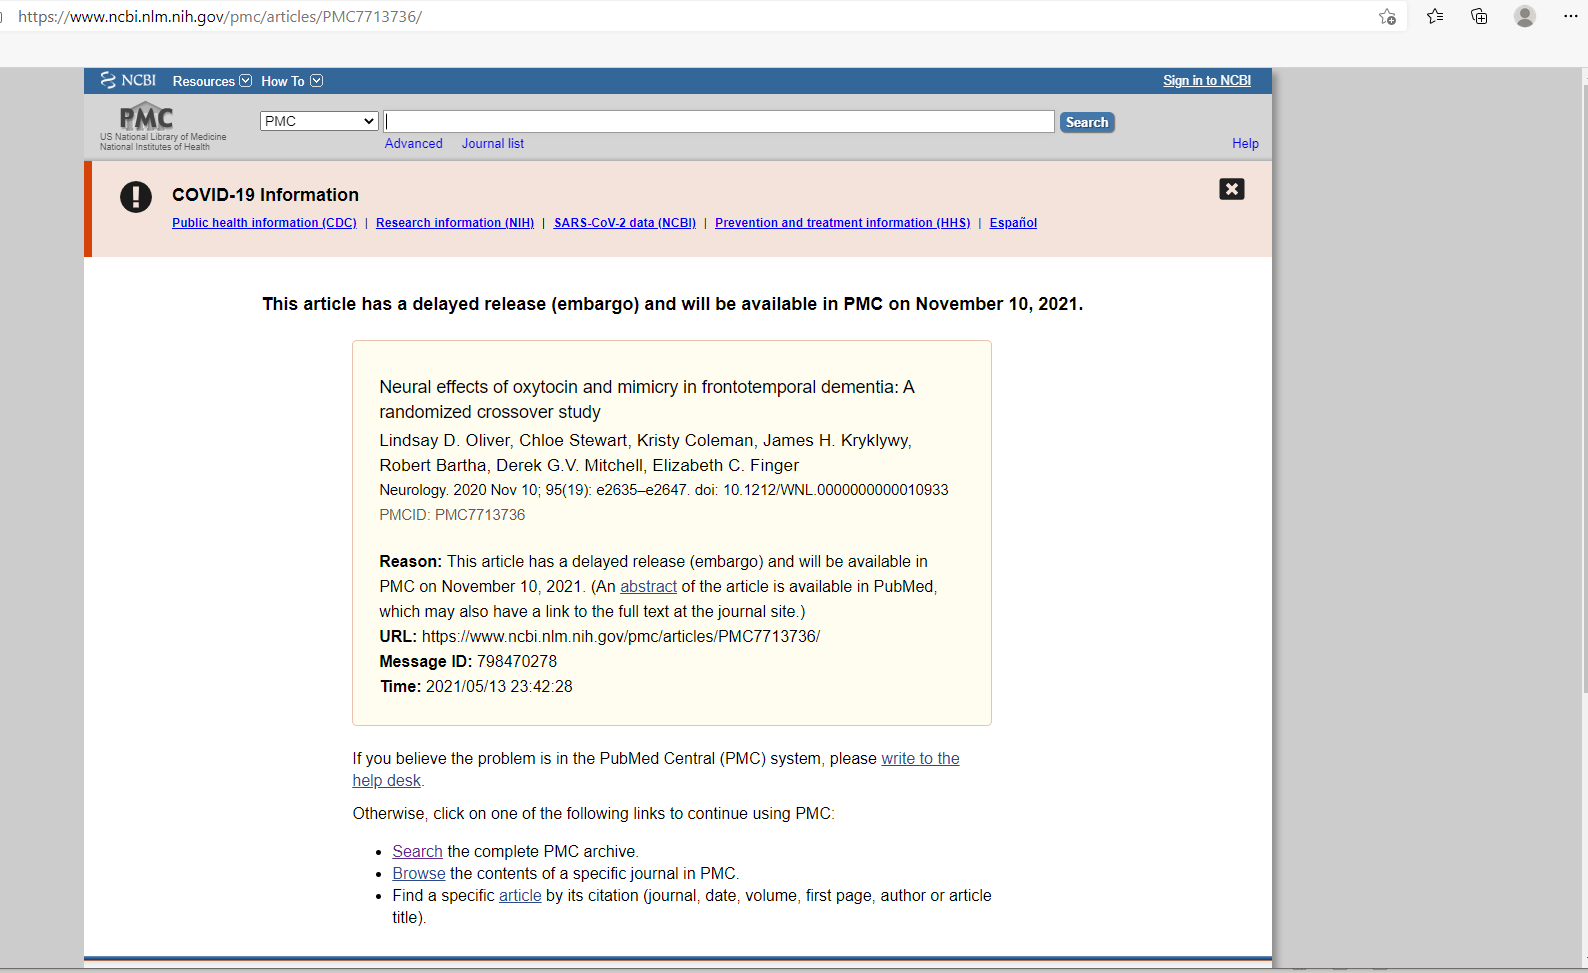 https://www.ncbi.nlm.nih.gov/pmc/articles/PMC7713736/
NCBI Resources How To Sign in to NCBI
PMC
US National Library of Medicine
National Institutes of Health
PMC Search
Advanced Journal list Help
COVID-19 Information
Public health information (CDC) | Research information (NIH) | SARS-CoV-2 data (NCBI) | Prevention and treatment information (HHS) | Español
This article has a delayed release (embargo) and will be available in PMC on November 10, 2021.
Neural effects of oxytocin and mimicry in frontotemporal dementia: A
randomized crossover study
Lindsay D. Oliver, Chloe Stewart, Kristy Coleman, James H. Kryklywy,
Robert Bartha, Derek G.V. Mitchell, Elizabeth C. Finger
Neurology. 2020 Nov 10; 95(19): e2635–e2647. doi: 10.1212/WNL.0000000000010933
PMCID: PMC7713736
Reason: This article has a delayed release (embargo) and will be available in
PMC on November 10, 2021. (An abstract of the article is available in PubMed,
which may also have a link to the full text at the journal site.)
URL: https://www.ncbi.nlm.nih.gov/pmc/articles/PMC7713736/
Message ID: 798470278
Time: 2021/05/13 23:42:28
If you believe the problem is in the PubMed Central (PMC) system, please write to the
help desk.
Otherwise, click on one of the following links to continue using PMC:
• Search the complete PMC archive.
• Browse the contents of a specific journal in PMC.
• Find a specific article by its citation (journal, date, volume, first page, author or article
title).